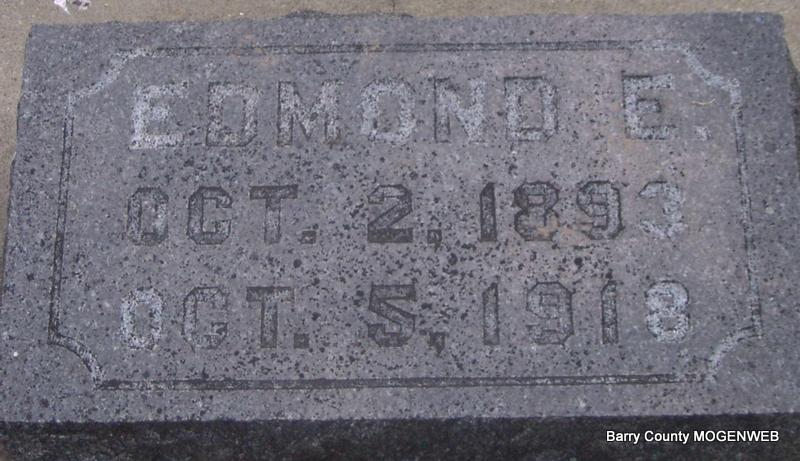 EDMOND E.
OCT. 2, 1893
OCT. 5, 1918
Barry County MOGENWEB